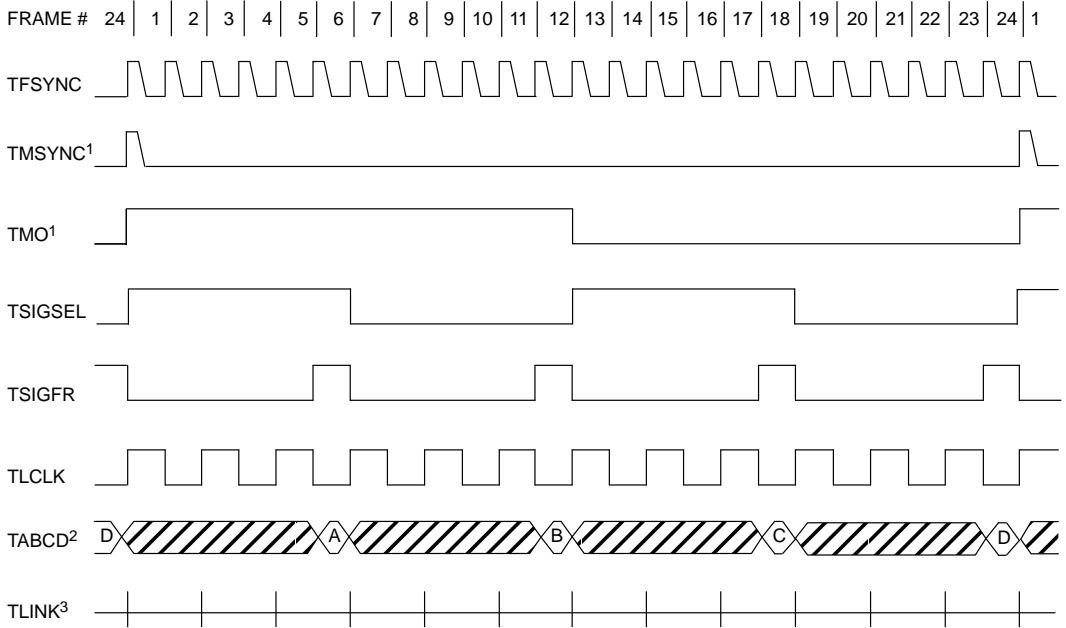 FRAME # 24 1 2 3 4 5 6 7 8 9 10 11 12 13 14 15 16 17 18 19 20 21 22 23 24 1
TFSYNC
TMSYNC1
TMO1
TSIGSEL
TSIGFR
TLCLK
TABCD2 D A B C D
TLINK3